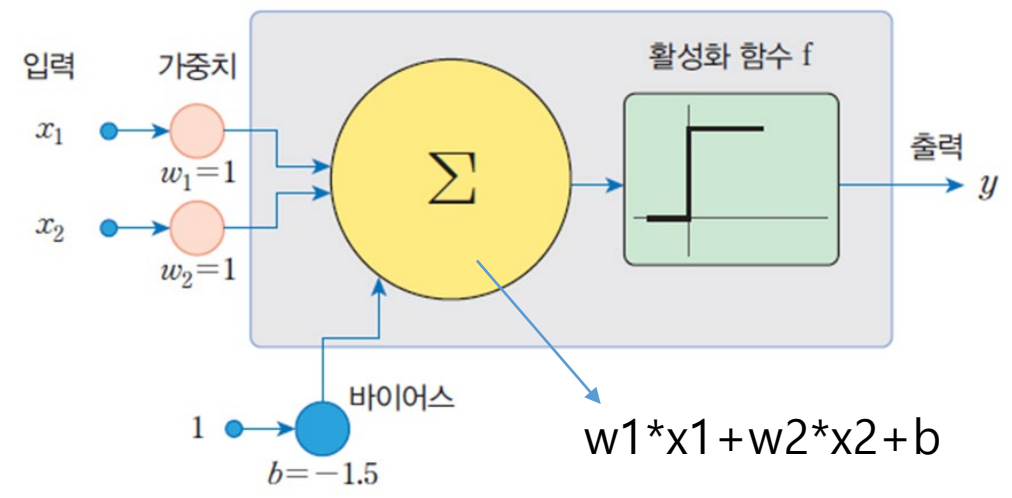 입력
가중치
활성화 함수 f
x₁
w₁=1
x₂
w₂=1
Σ
출력
y
바이어스
1
b=−1.5
w1*x1+w2*x2+b